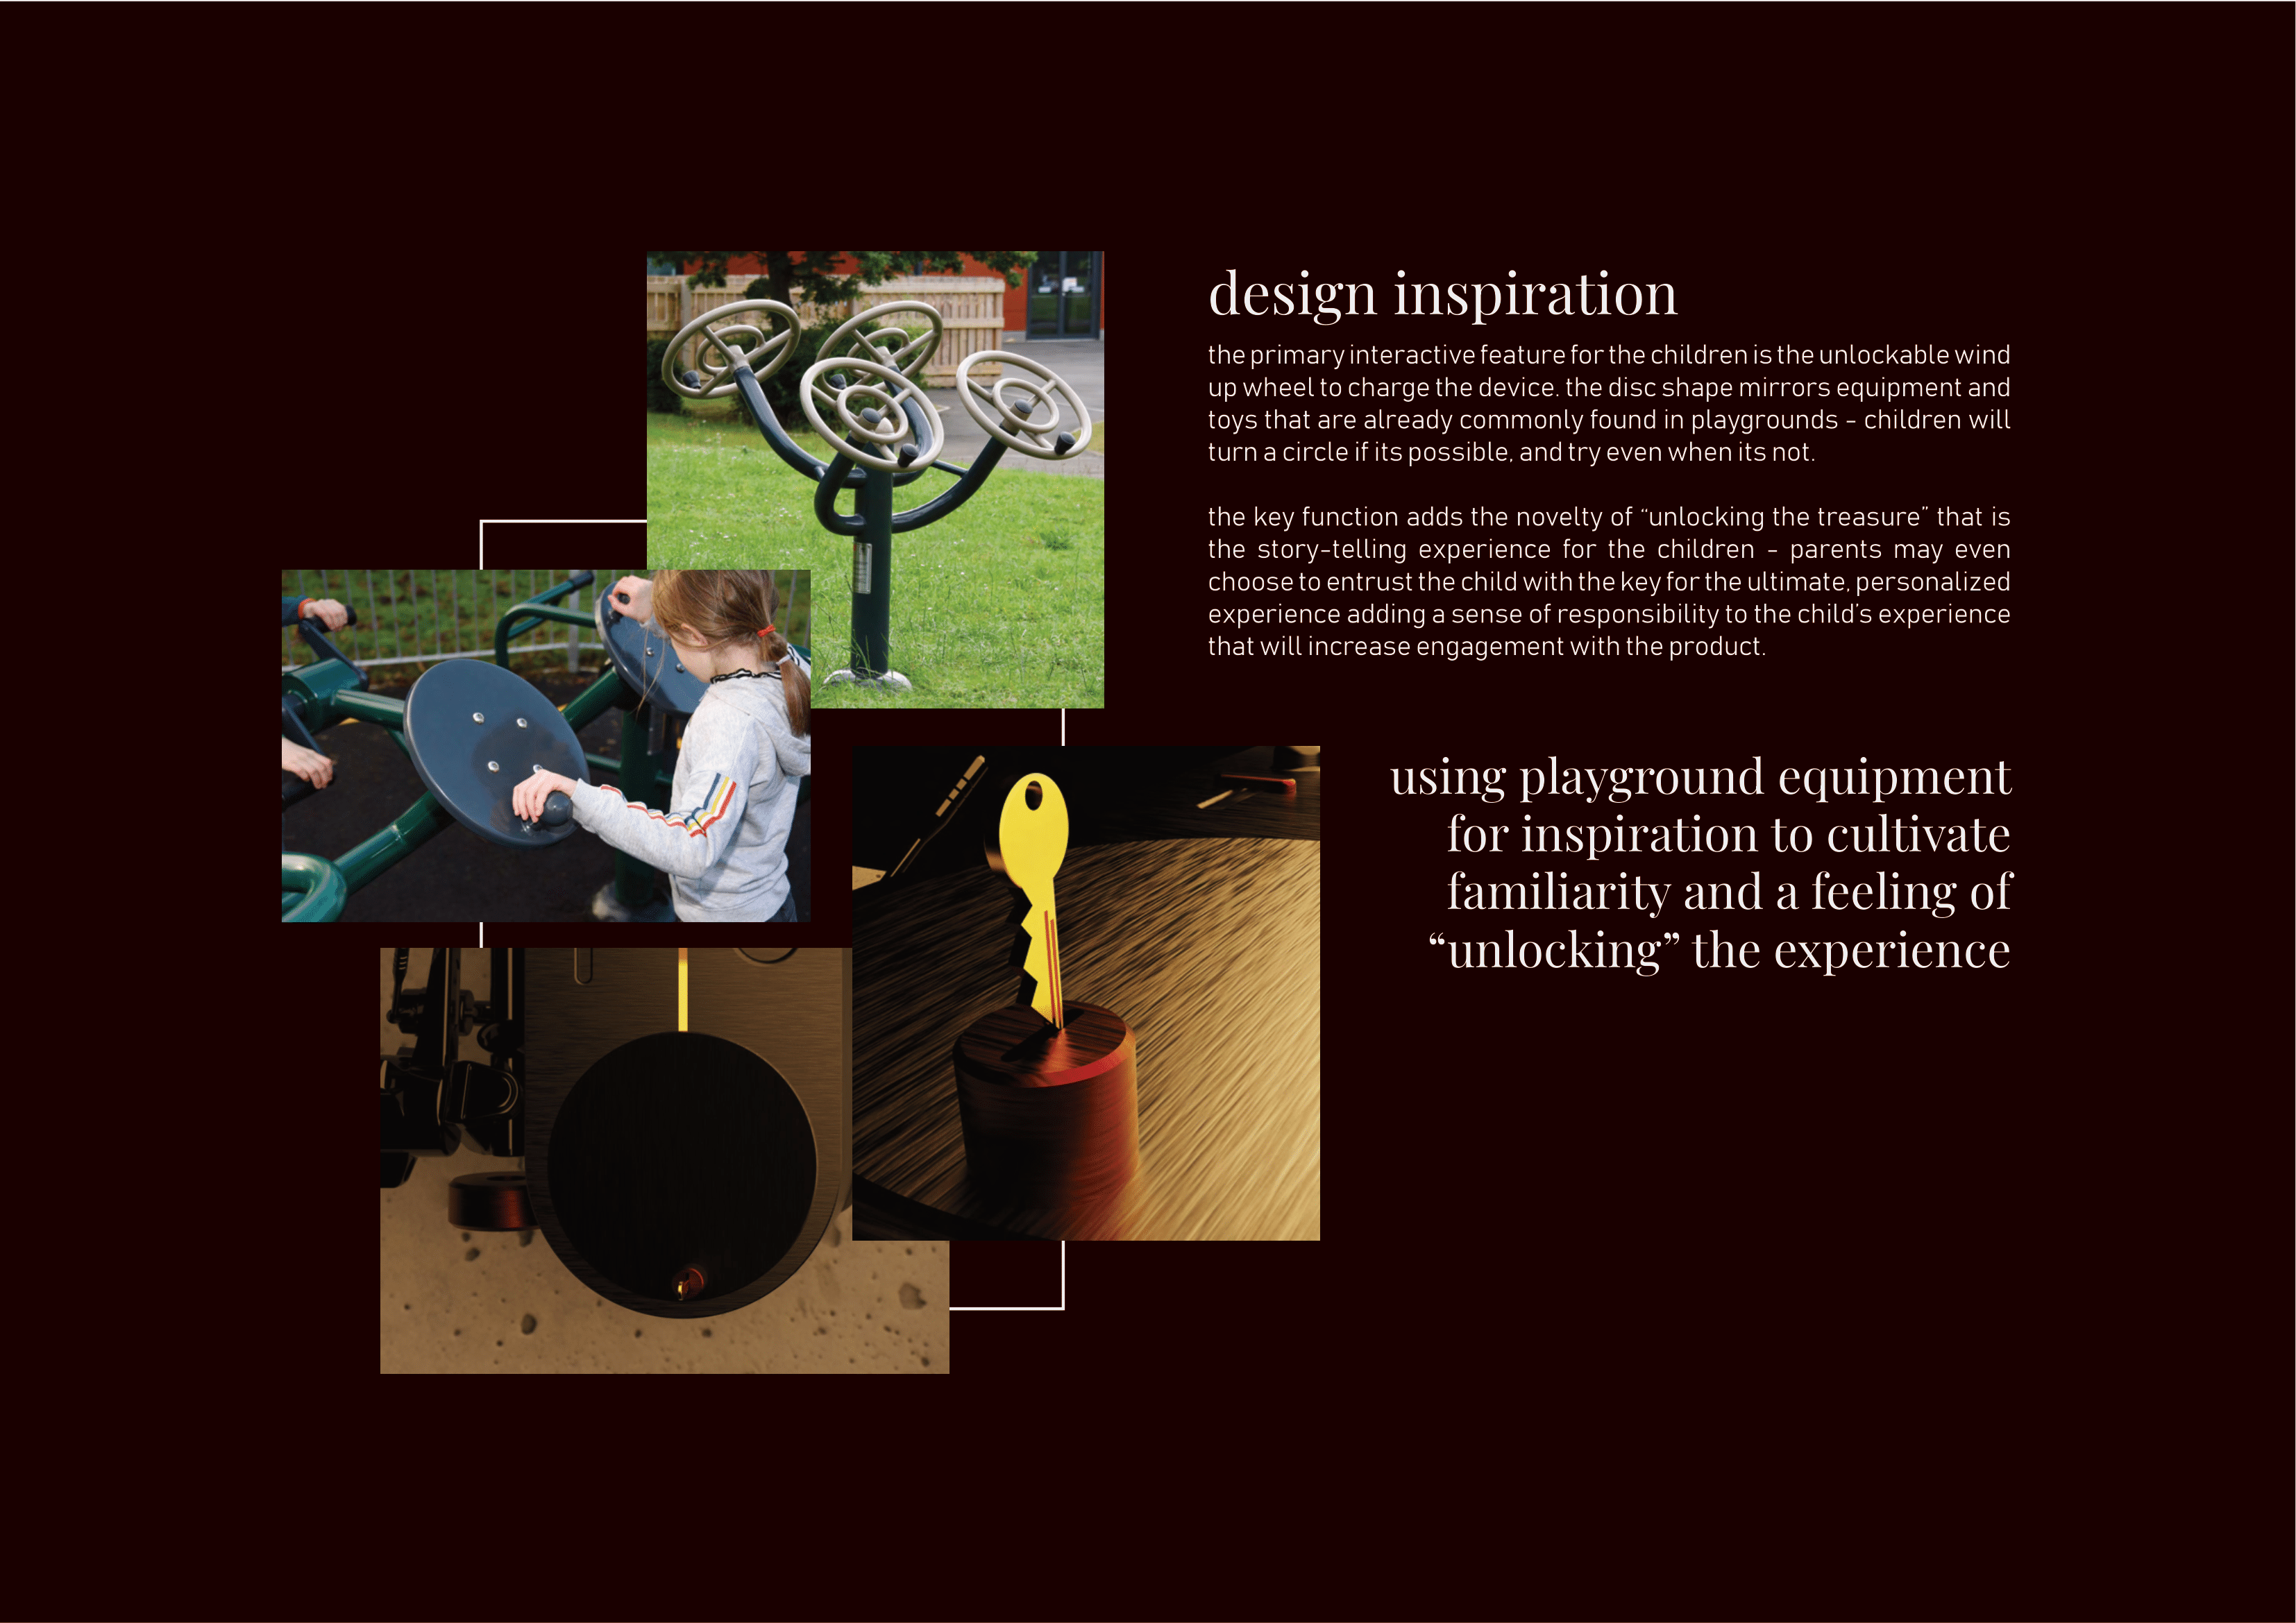 design inspiration
the primary interactive feature for the children is the unlockable wind
up wheel to charge the device. the disc shape mirrors equipment and
toys that are already commonly found in playgrounds - children will
turn a circle if its possible, and try even when its not.
the key function adds the novelty of “unlocking the treasure” that is
the story-telling experience for the children - parents may even
choose to entrust the child with the key for the ultimate, personalized
experience adding a sense of responsibility to the child’s experience
that will increase engagement with the product.
using playground equipment
for inspiration to cultivate
familiarity and a feeling of
“unlocking” the experience